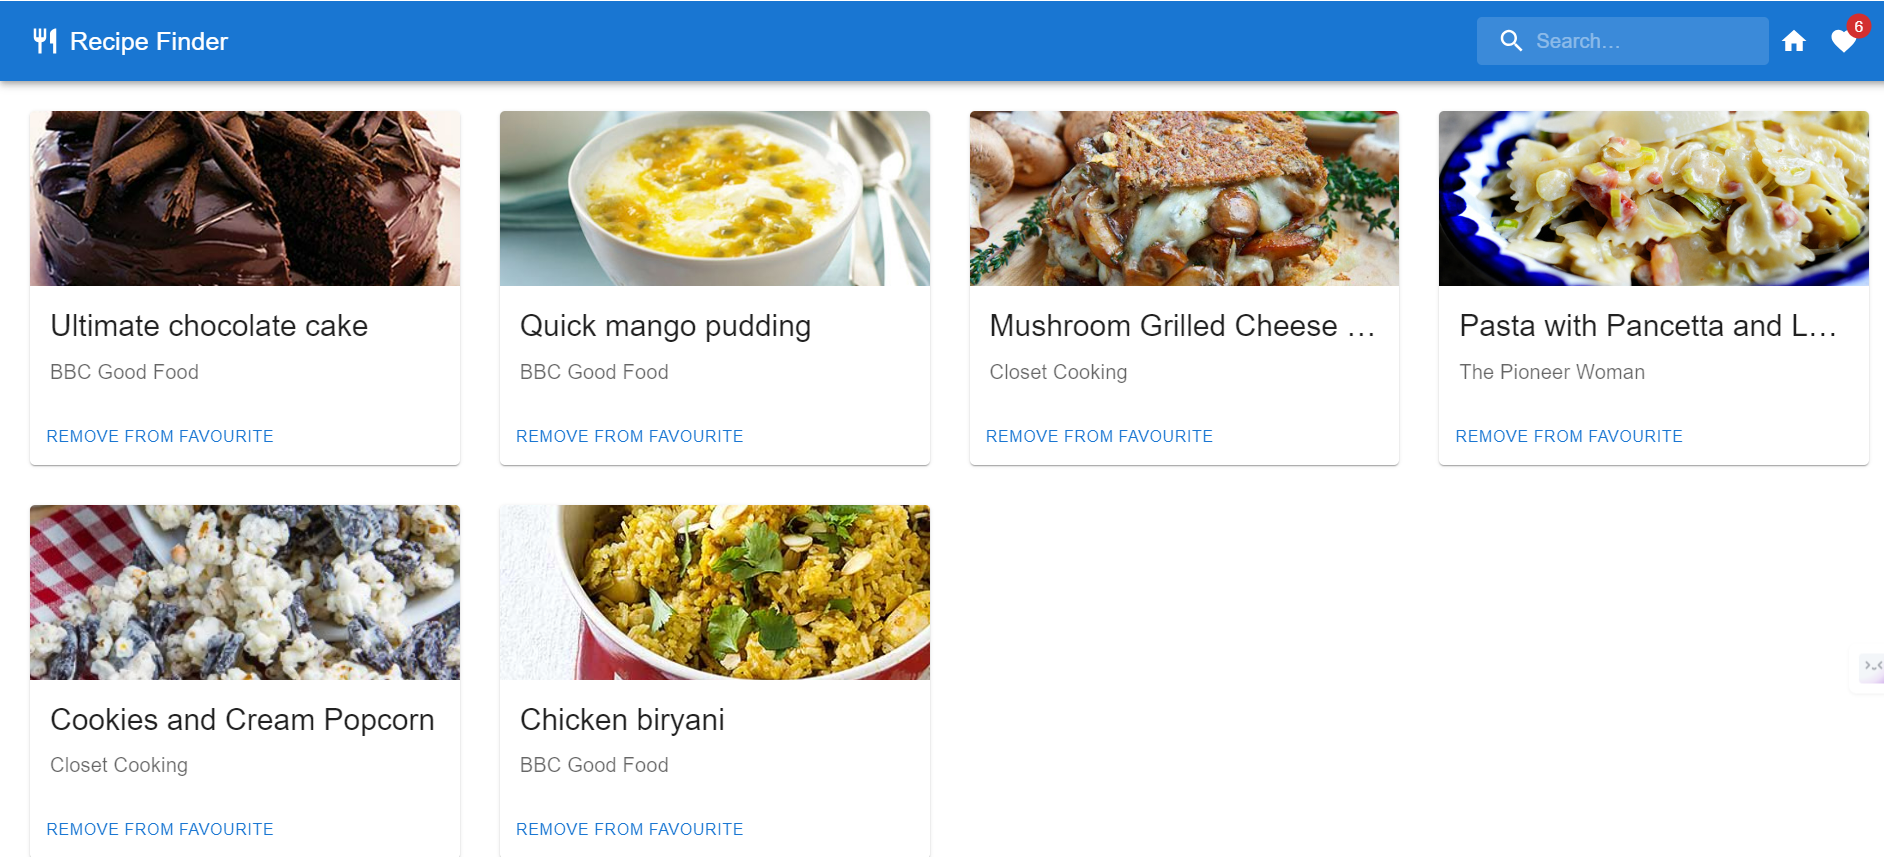 Recipe Finder
Search...
6
Ultimate chocolate cake
BBC Good Food
REMOVE FROM FAVOURITE
Quick mango pudding
BBC Good Food
REMOVE FROM FAVOURITE
Mushroom Grilled Cheese ...
Closet Cooking
REMOVE FROM FAVOURITE
Pasta with Pancetta and L...
The Pioneer Woman
REMOVE FROM FAVOURITE
Cookies and Cream Popcorn
Closet Cooking
REMOVE FROM FAVOURITE
Chicken biryani
BBC Good Food
REMOVE FROM FAVOURITE